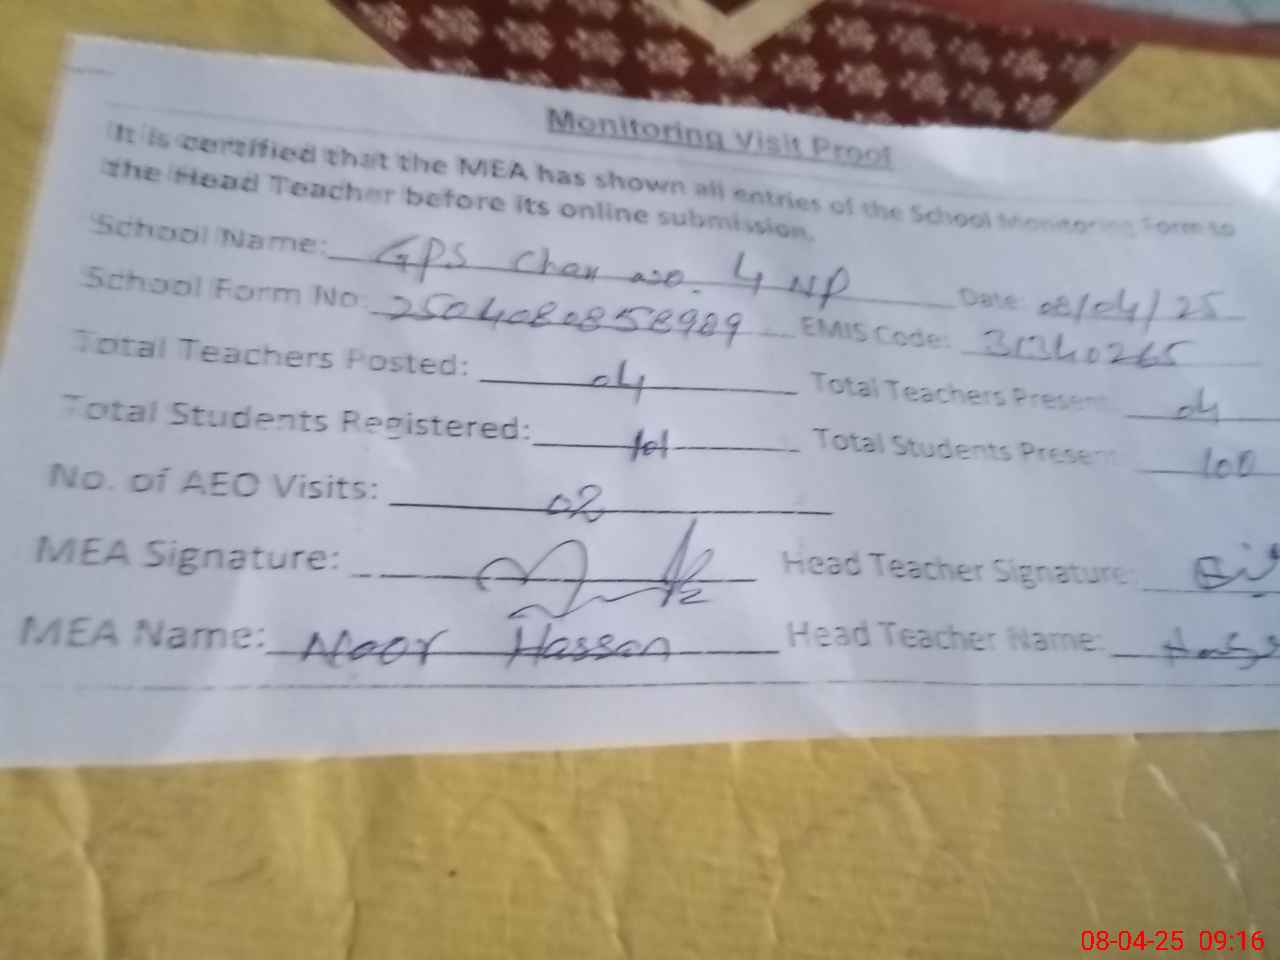 Monitoring Visit Proof
It is certified that the MEA has shown all entries of the School Monitoring Form to
the Head Teacher before its online submission.
School Name: GPS Chak no. 4 NP Date: 08/04/25
School Form No: 2504080858989 EMIS Code: 31340265
Total Teachers Posted: 04 Total Teachers Present 04
Total Students Registered: 101 Total Students Present 100
No. of AEO Visits: 02
MEA Signature: Head Teacher Signature:
MEA Name: Noor Hassan Head Teacher Name:
08-04-25 09:16